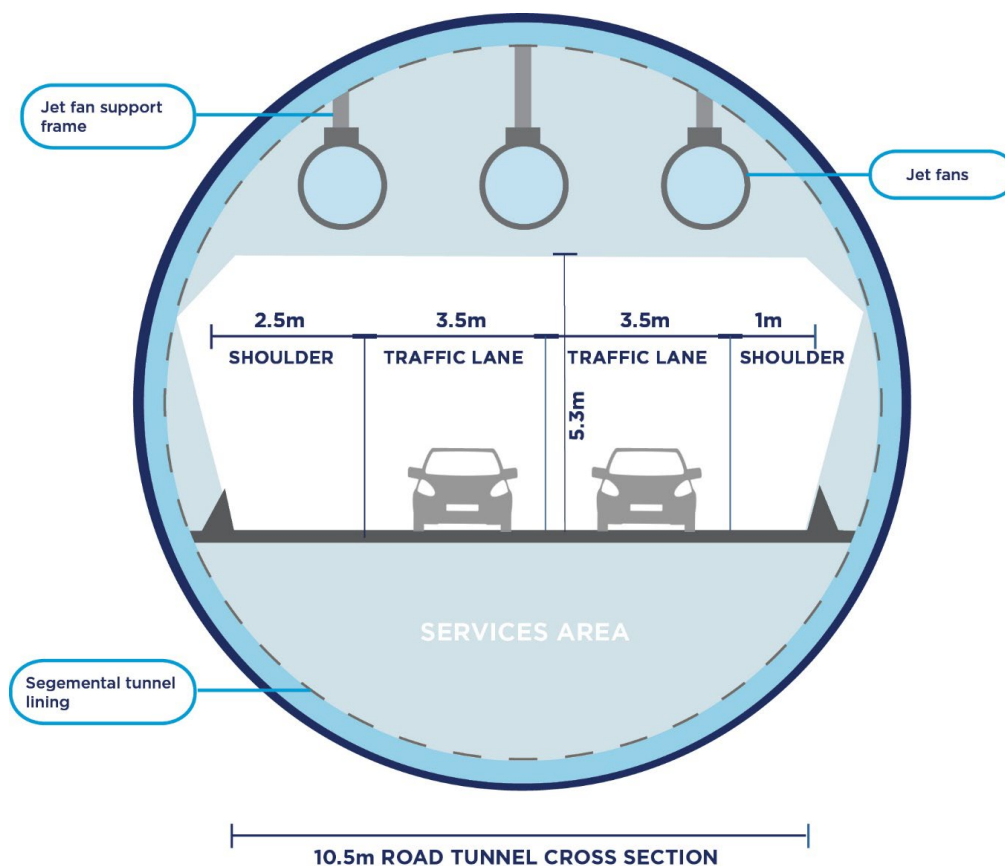 Jet fan support
frame
Jet fans
2.5m
3.5m
3.5m
1m
SHOULDER
TRAFFIC LANE
TRAFFIC LANE
SHOULDER
5.3m
SERVICES AREA
Segemental tunnel
lining
10.5m ROAD TUNNEL CROSS SECTION